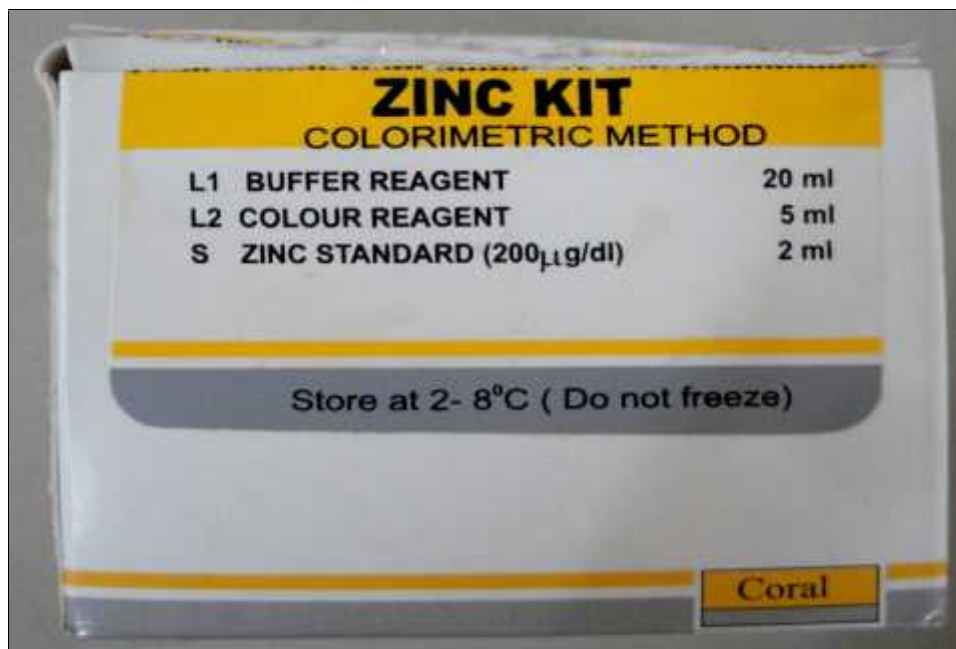 ZINC KIT
COLORIMETRIC METHOD
L1 BUFFER REAGENT 20 ml
L2 COLOUR REAGENT 5 ml
S ZINC STANDARD (200µg/dl) 2 ml
Store at 2- 8°C ( Do not freeze)
Coral